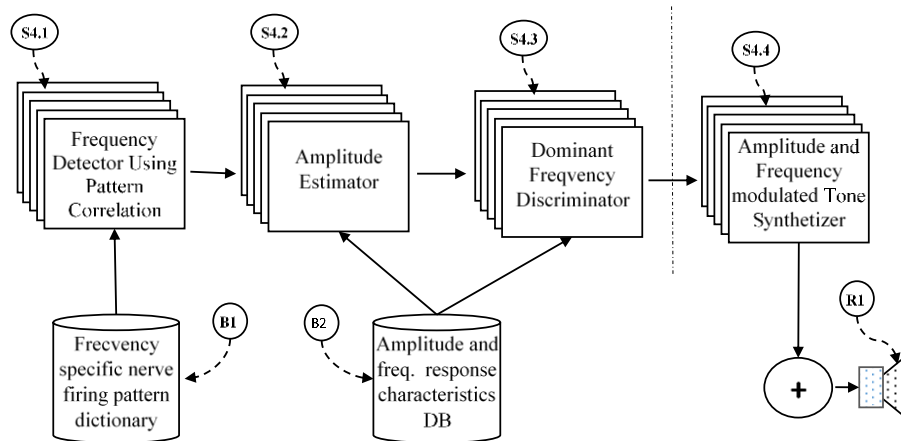 S4.1
S4.2
S4.3
S4.4
Frequency
Detector Using
Pattern
Correlation
Amplitude
Estimator
Dominant
Freqvency
Discriminator
Amplitude and
Frequency
modulated Tone
Synthetizer
B1
B2
R1
Frecvency
specific nerve
firing pattern
dictionary
Amplitude and
freq. response
characteristics
DB
+